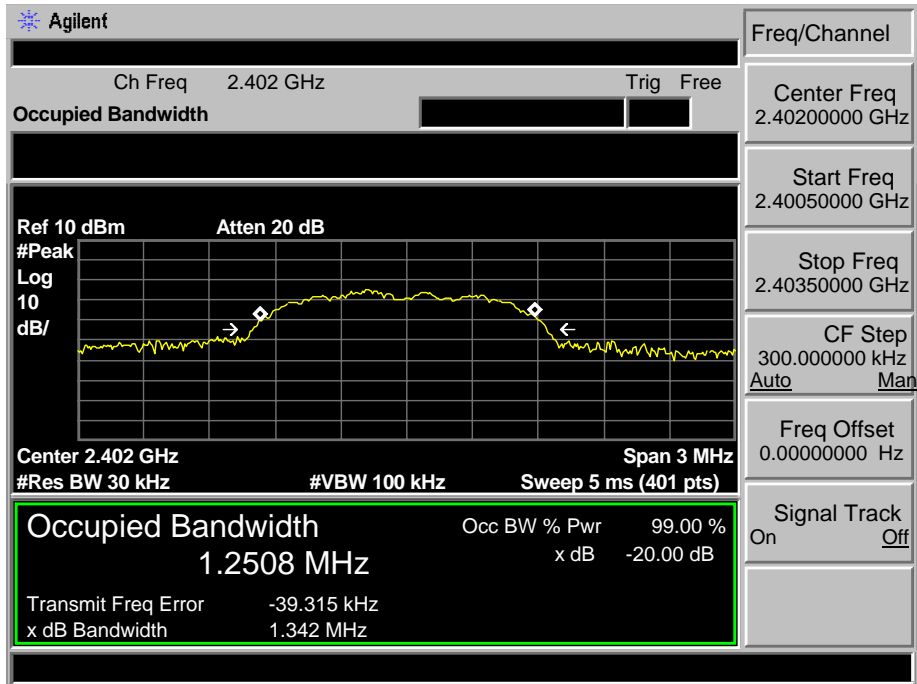 Agilent
Freq/Channel
Ch Freq 2.402 GHz Trig Free
Occupied Bandwidth
Center Freq
2.40200000 GHz
Start Freq
2.40050000 GHz
Stop Freq
2.40350000 GHz
CF Step
300.000000 kHz
Auto Man
Freq Offset
0.00000000 Hz
Signal Track
On Off
Ref 10 dBm Atten 20 dB
#Peak
Log
10
dB/
Center 2.402 GHz Span 3 MHz
#Res BW 30 kHz #VBW 100 kHz Sweep 5 ms (401 pts)
Occupied Bandwidth Occ BW % Pwr 99.00 %
1.2508 MHz x dB -20.00 dB
Transmit Freq Error -39.315 kHz
x dB Bandwidth 1.342 MHz